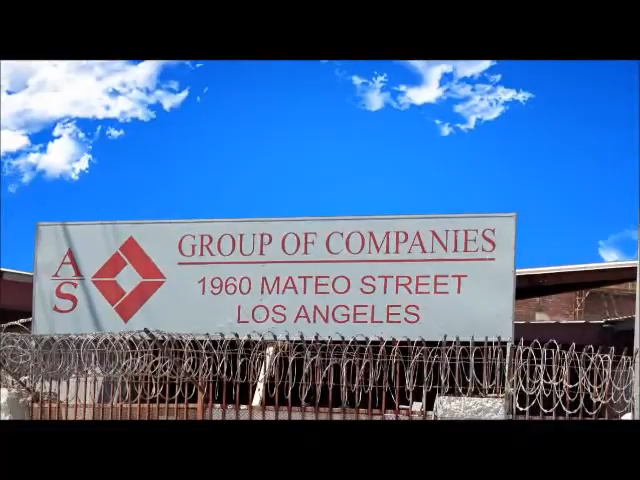 A
S
GROUP OF COMPANIES
1960 MATEO STREET
LOS ANGELES